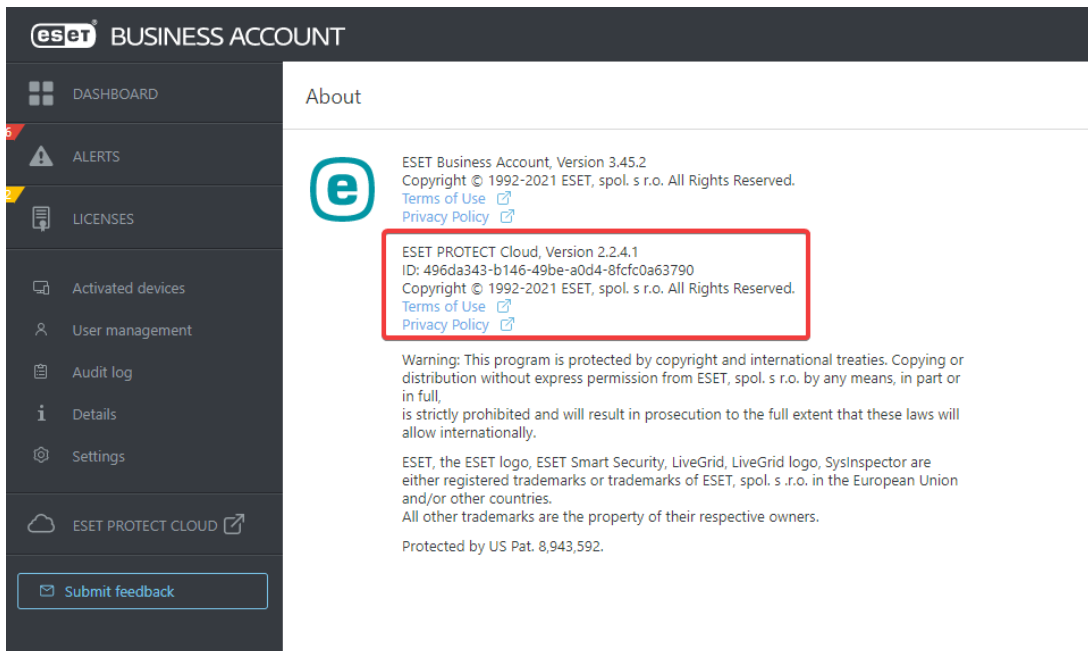 eset BUSINESS ACCOUNT
DASHBOARD
6
ALERTS
2
LICENSES
Activated devices
User management
Audit log
Details
Settings
ESET PROTECT CLOUD
Submit feedback
About
e
ESET Business Account, Version 3.45.2
Copyright © 1992-2021 ESET, spol. s r.o. All Rights Reserved.
Terms of Use
Privacy Policy
ESET PROTECT Cloud, Version 2.2.4.1
ID: 496da343-b146-49be-a0d4-8fcfc0a63790
Copyright © 1992-2021 ESET, spol. s r.o. All Rights Reserved.
Terms of Use
Privacy Policy
Warning: This program is protected by copyright and international treaties. Copying or
distribution without express permission from ESET, spol. s r.o. by any means, in part or
in full,
is strictly prohibited and will result in prosecution to the full extent that these laws will
allow internationally.
ESET, the ESET logo, ESET Smart Security, LiveGrid, LiveGrid logo, SysInspector are
either registered trademarks or trademarks of ESET, spol. s .r.o. in the European Union
and/or other countries.
All other trademarks are the property of their respective owners.
Protected by US Pat. 8,943,592.